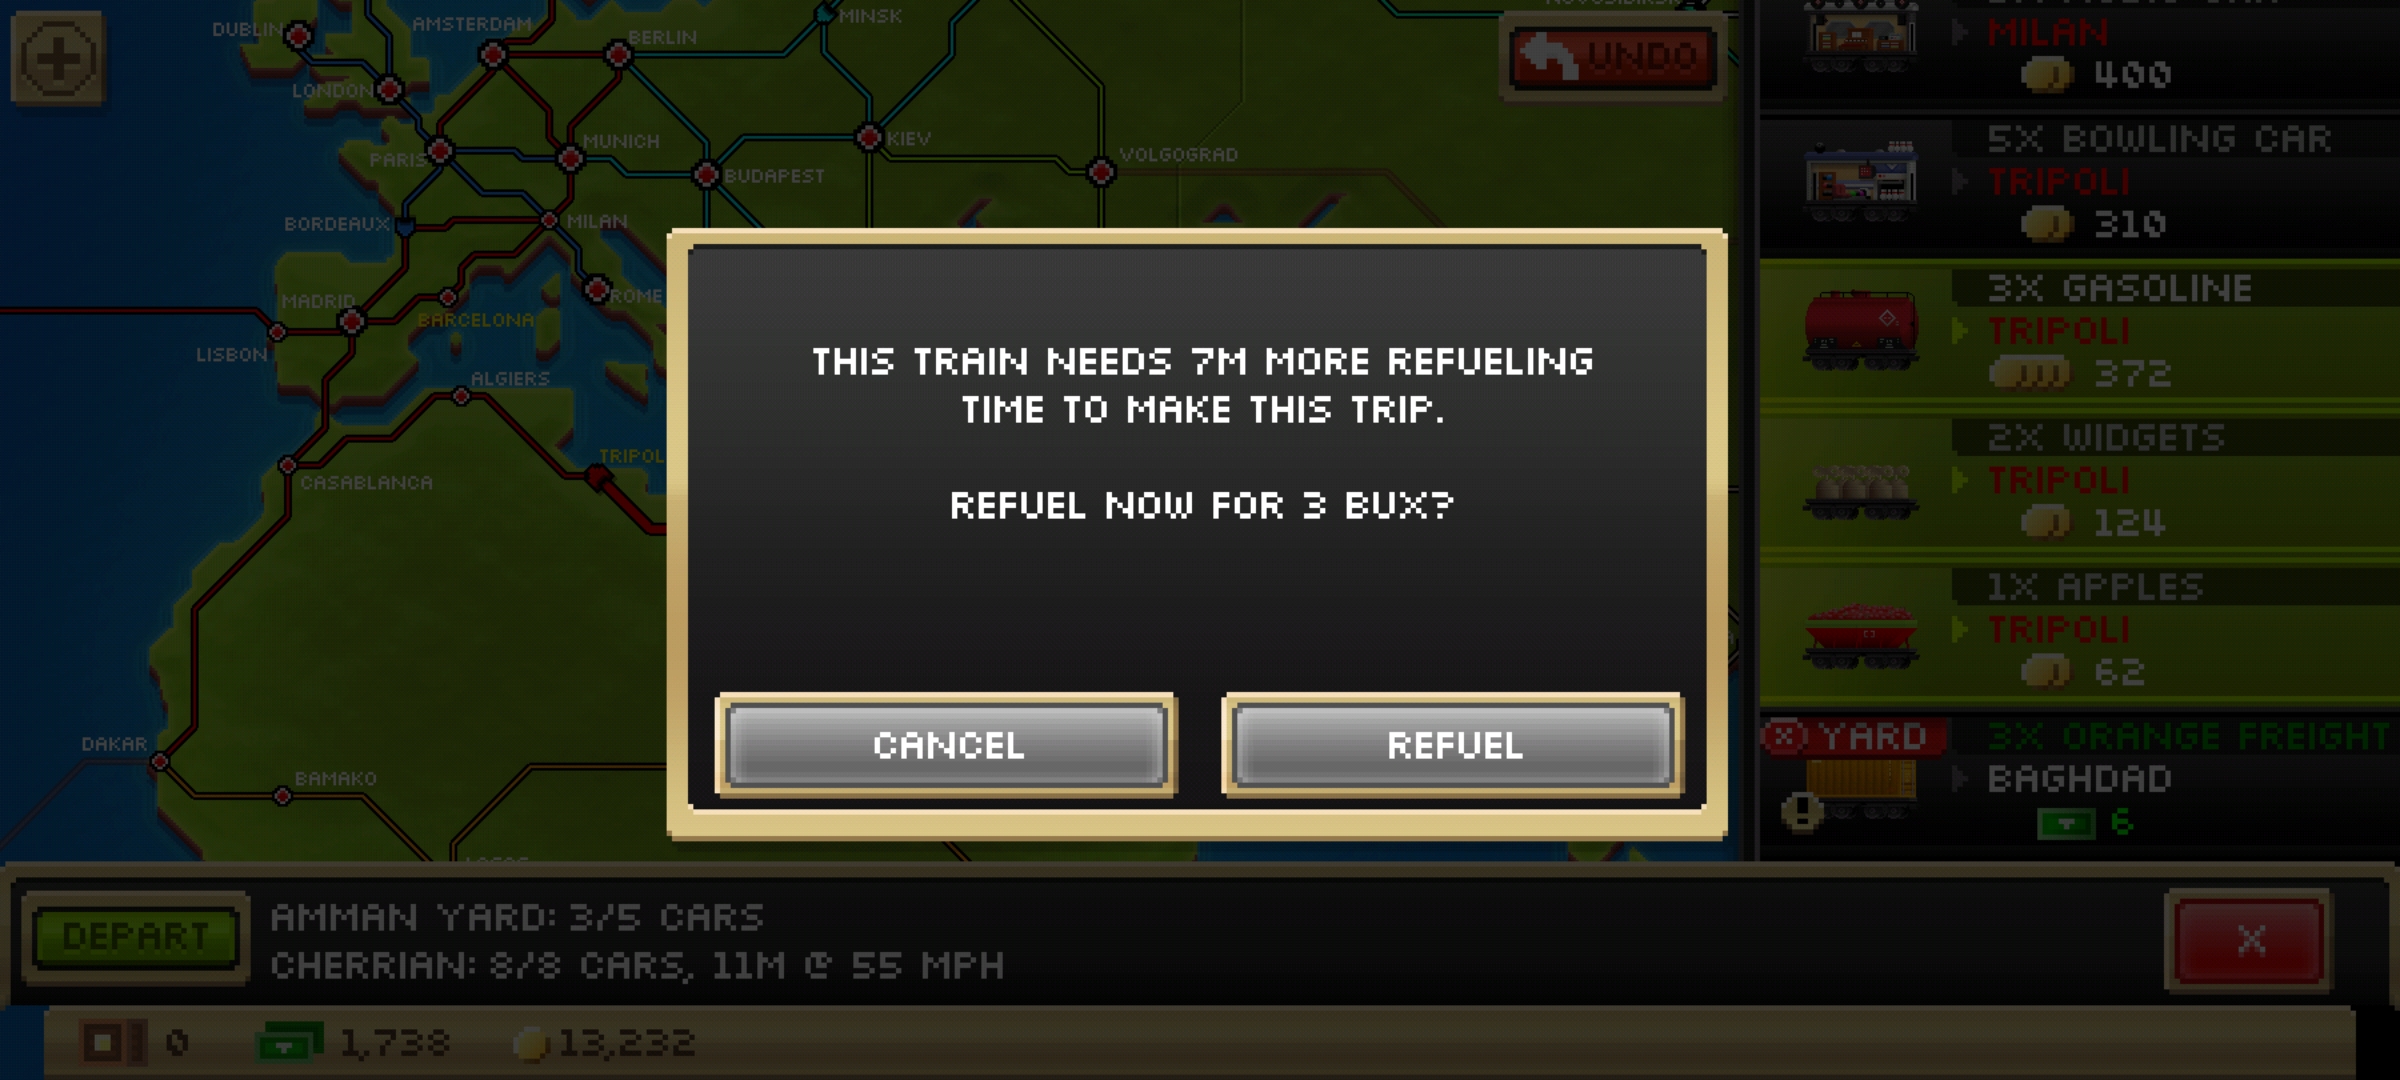 DUBLIN
AMSTERDAM
MINSK
BERLIN
UNDO
LONDON
MUNICH
KIEV
PARIS
BUDAPEST
VOLGOGRAD
BORDEAUX
MILAN
MADRID
ROME
BARCELONA
LISBON
ALGIERS
TRIPOL
CASABLANCA
DAKAR
BAMAKO
THIS TRAIN NEEDS 7M MORE REFUELING
TIME TO MAKE THIS TRIP.
REFUEL NOW FOR 3 BUX?
CANCEL
REFUEL
MILAN
400
5X BOWLING CAR
TRIPOLI
310
3X GASOLINE
TRIPOLI
372
2X WIDGETS
TRIPOLI
124
1X APPLES
TRIPOLI
62
YARD
3X ORANGE FREIGHT
BAGHDAD
6
DEPART
AMMAN YARD: 3/5 CARS
CHERRIAN: 8/8 CARS, 11M @ 55 MPH
X
0
1,738
13,232